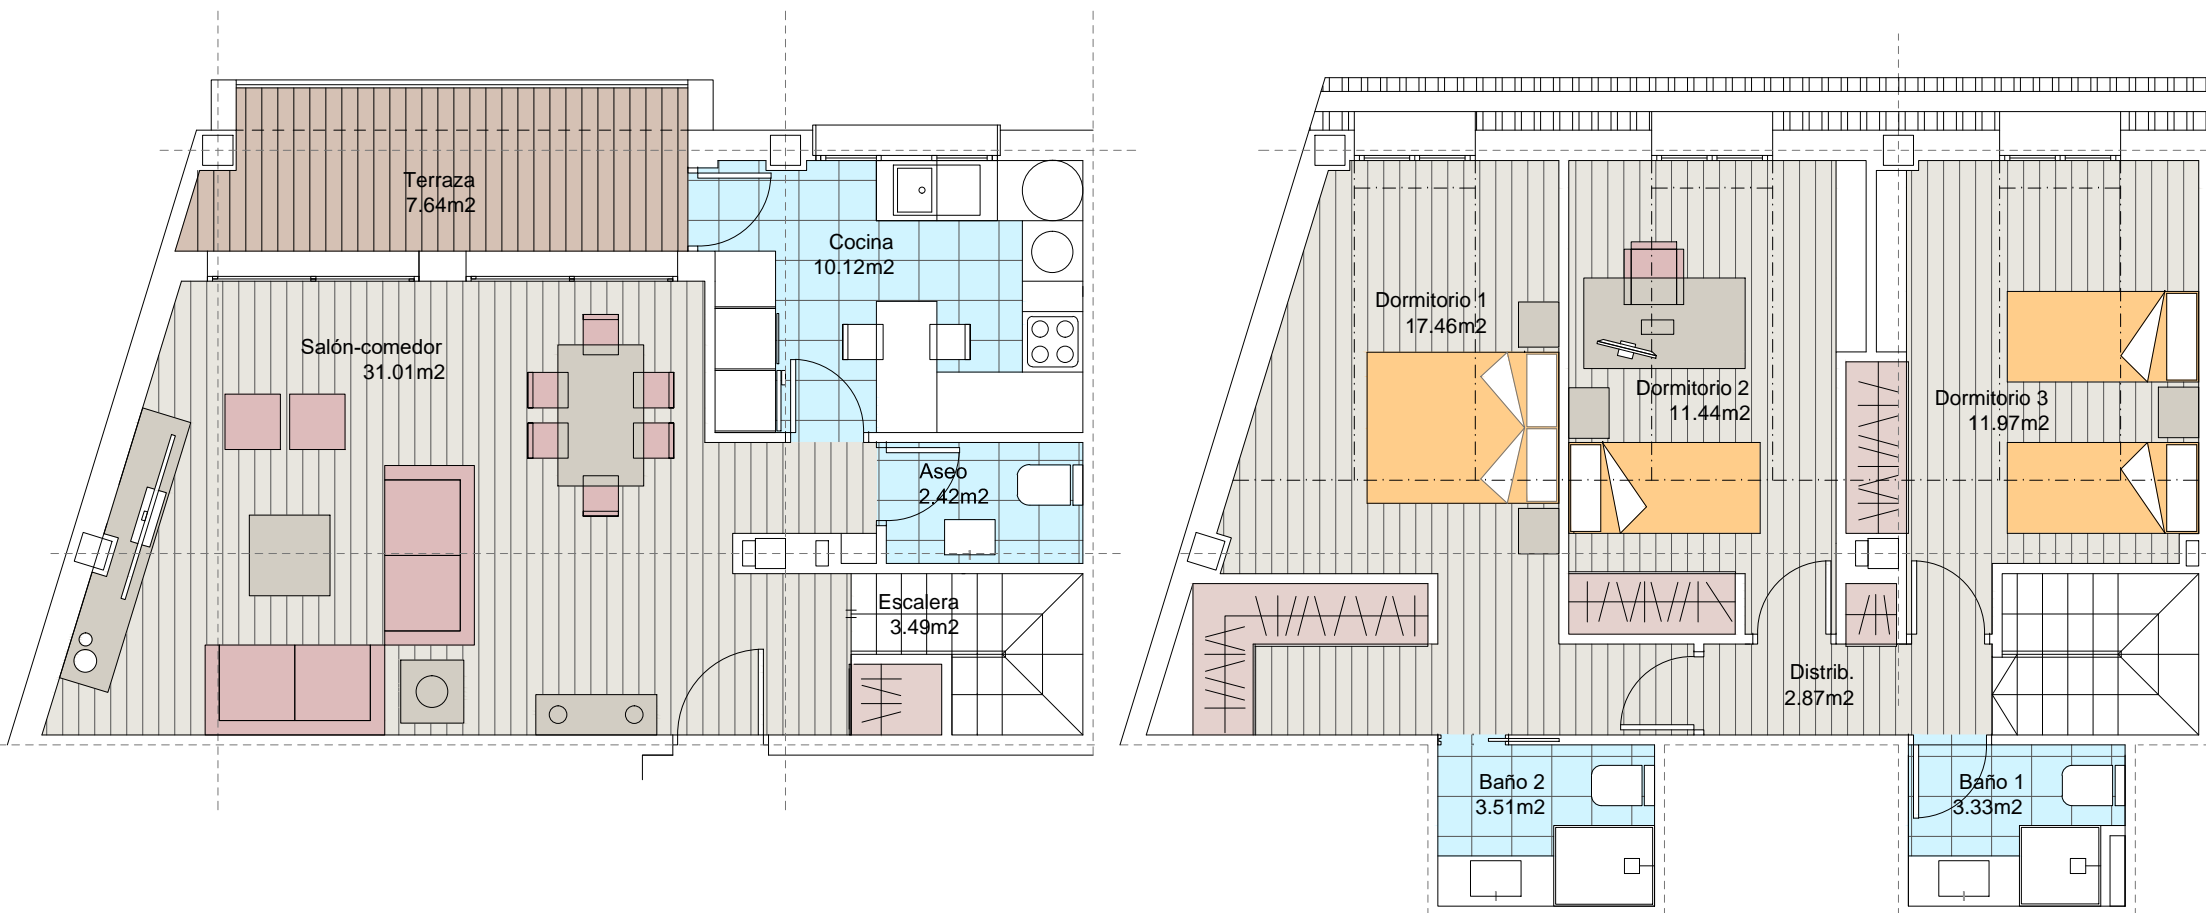 Terraza
7.64m2
Cocina
10.12m2
Salón-comedor
31.01m2
Aseo
2.42m2
Escalera
3.49m2
Dormitorio 1
17.46m2
Dormitorio 2
11.44m2
Dormitorio 3
11.97m2
Distrib.
2.87m2
Baño 2
3.51m2
Baño 1
3.33m2